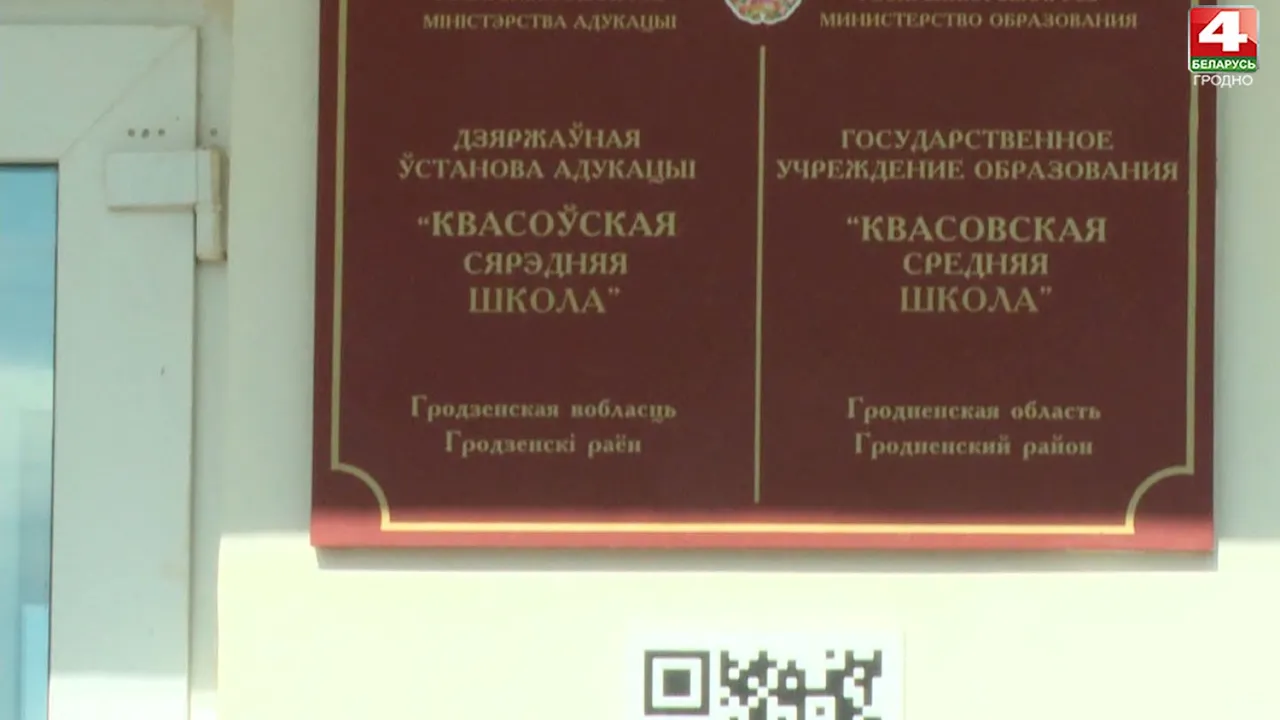 МІНІСТЭРСТВА АДУКАЦЫІ
ДЗЯРЖАЎНАЯ
ЎСТАНОВА АДУКАЦЫІ
“КВАСОЎСКАЯ
СЯРЭДНЯЯ
ШКОЛА”
Гродзенская вобласць
Гродзенскі раён
МИНИСТЕРСТВО ОБРАЗОВАНИЯ
ГОСУДАРСТВЕННОЕ
УЧРЕЖДЕНИЕ ОБРАЗОВАНИЯ
“КВАСОВСКАЯ
СРЕДНЯЯ
ШКОЛА”
Гродненская область
Гродненский район
4
БЕЛАРУСЬ
ГРОДНО